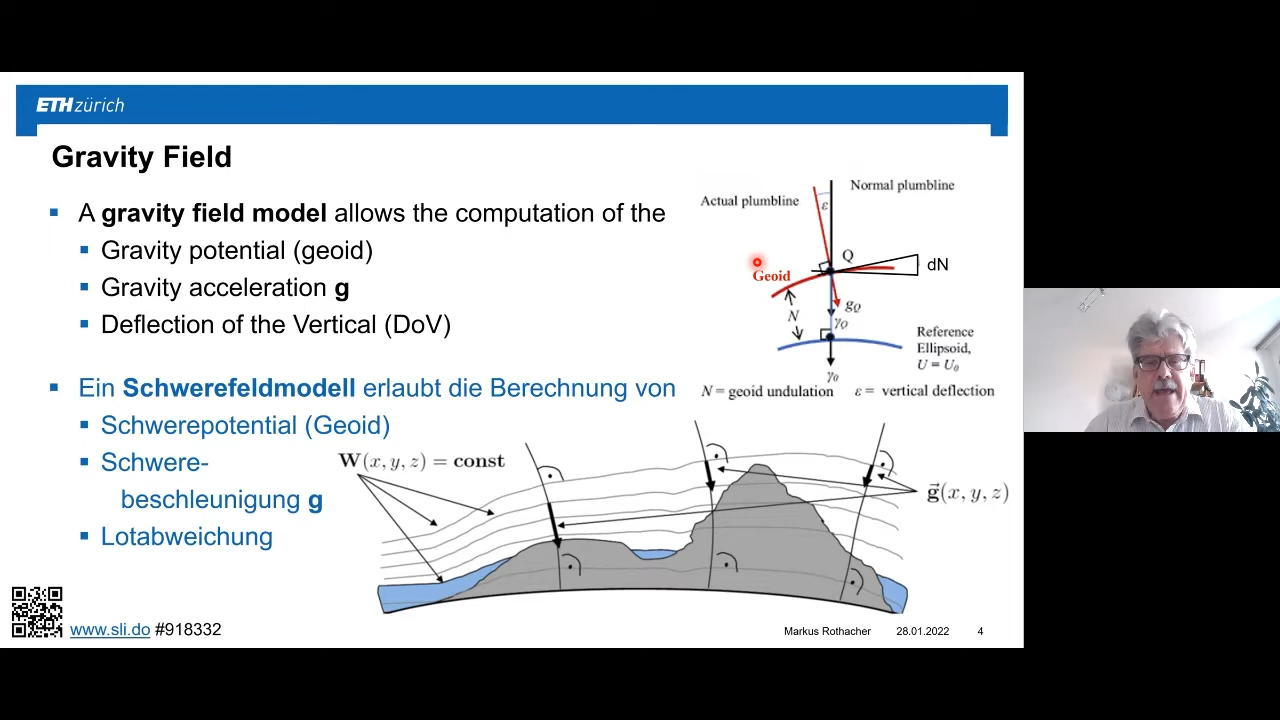 ETH zürich
Gravity Field
A gravity field model allows the computation of the
Gravity potential (geoid)
Gravity acceleration g
Deflection of the Vertical (DoV)
Ein Schwerefeldmodell erlaubt die Berechnung von
Schwerepotential (Geoid)
Schwere-
beschleunigung g
Lotabweichung
Normal plumbline
Actual plumbline
ε
Q
dN
Geoid
N
g_Q
γ_Q
Reference
Ellipsoid,
U = U₀
γ₀
N = geoid undulation ε = vertical deflection
W(x, y, z) = const
g⃗(x, y, z)
www.sli.do #918332
Markus Rothacher 28.01.2022 4